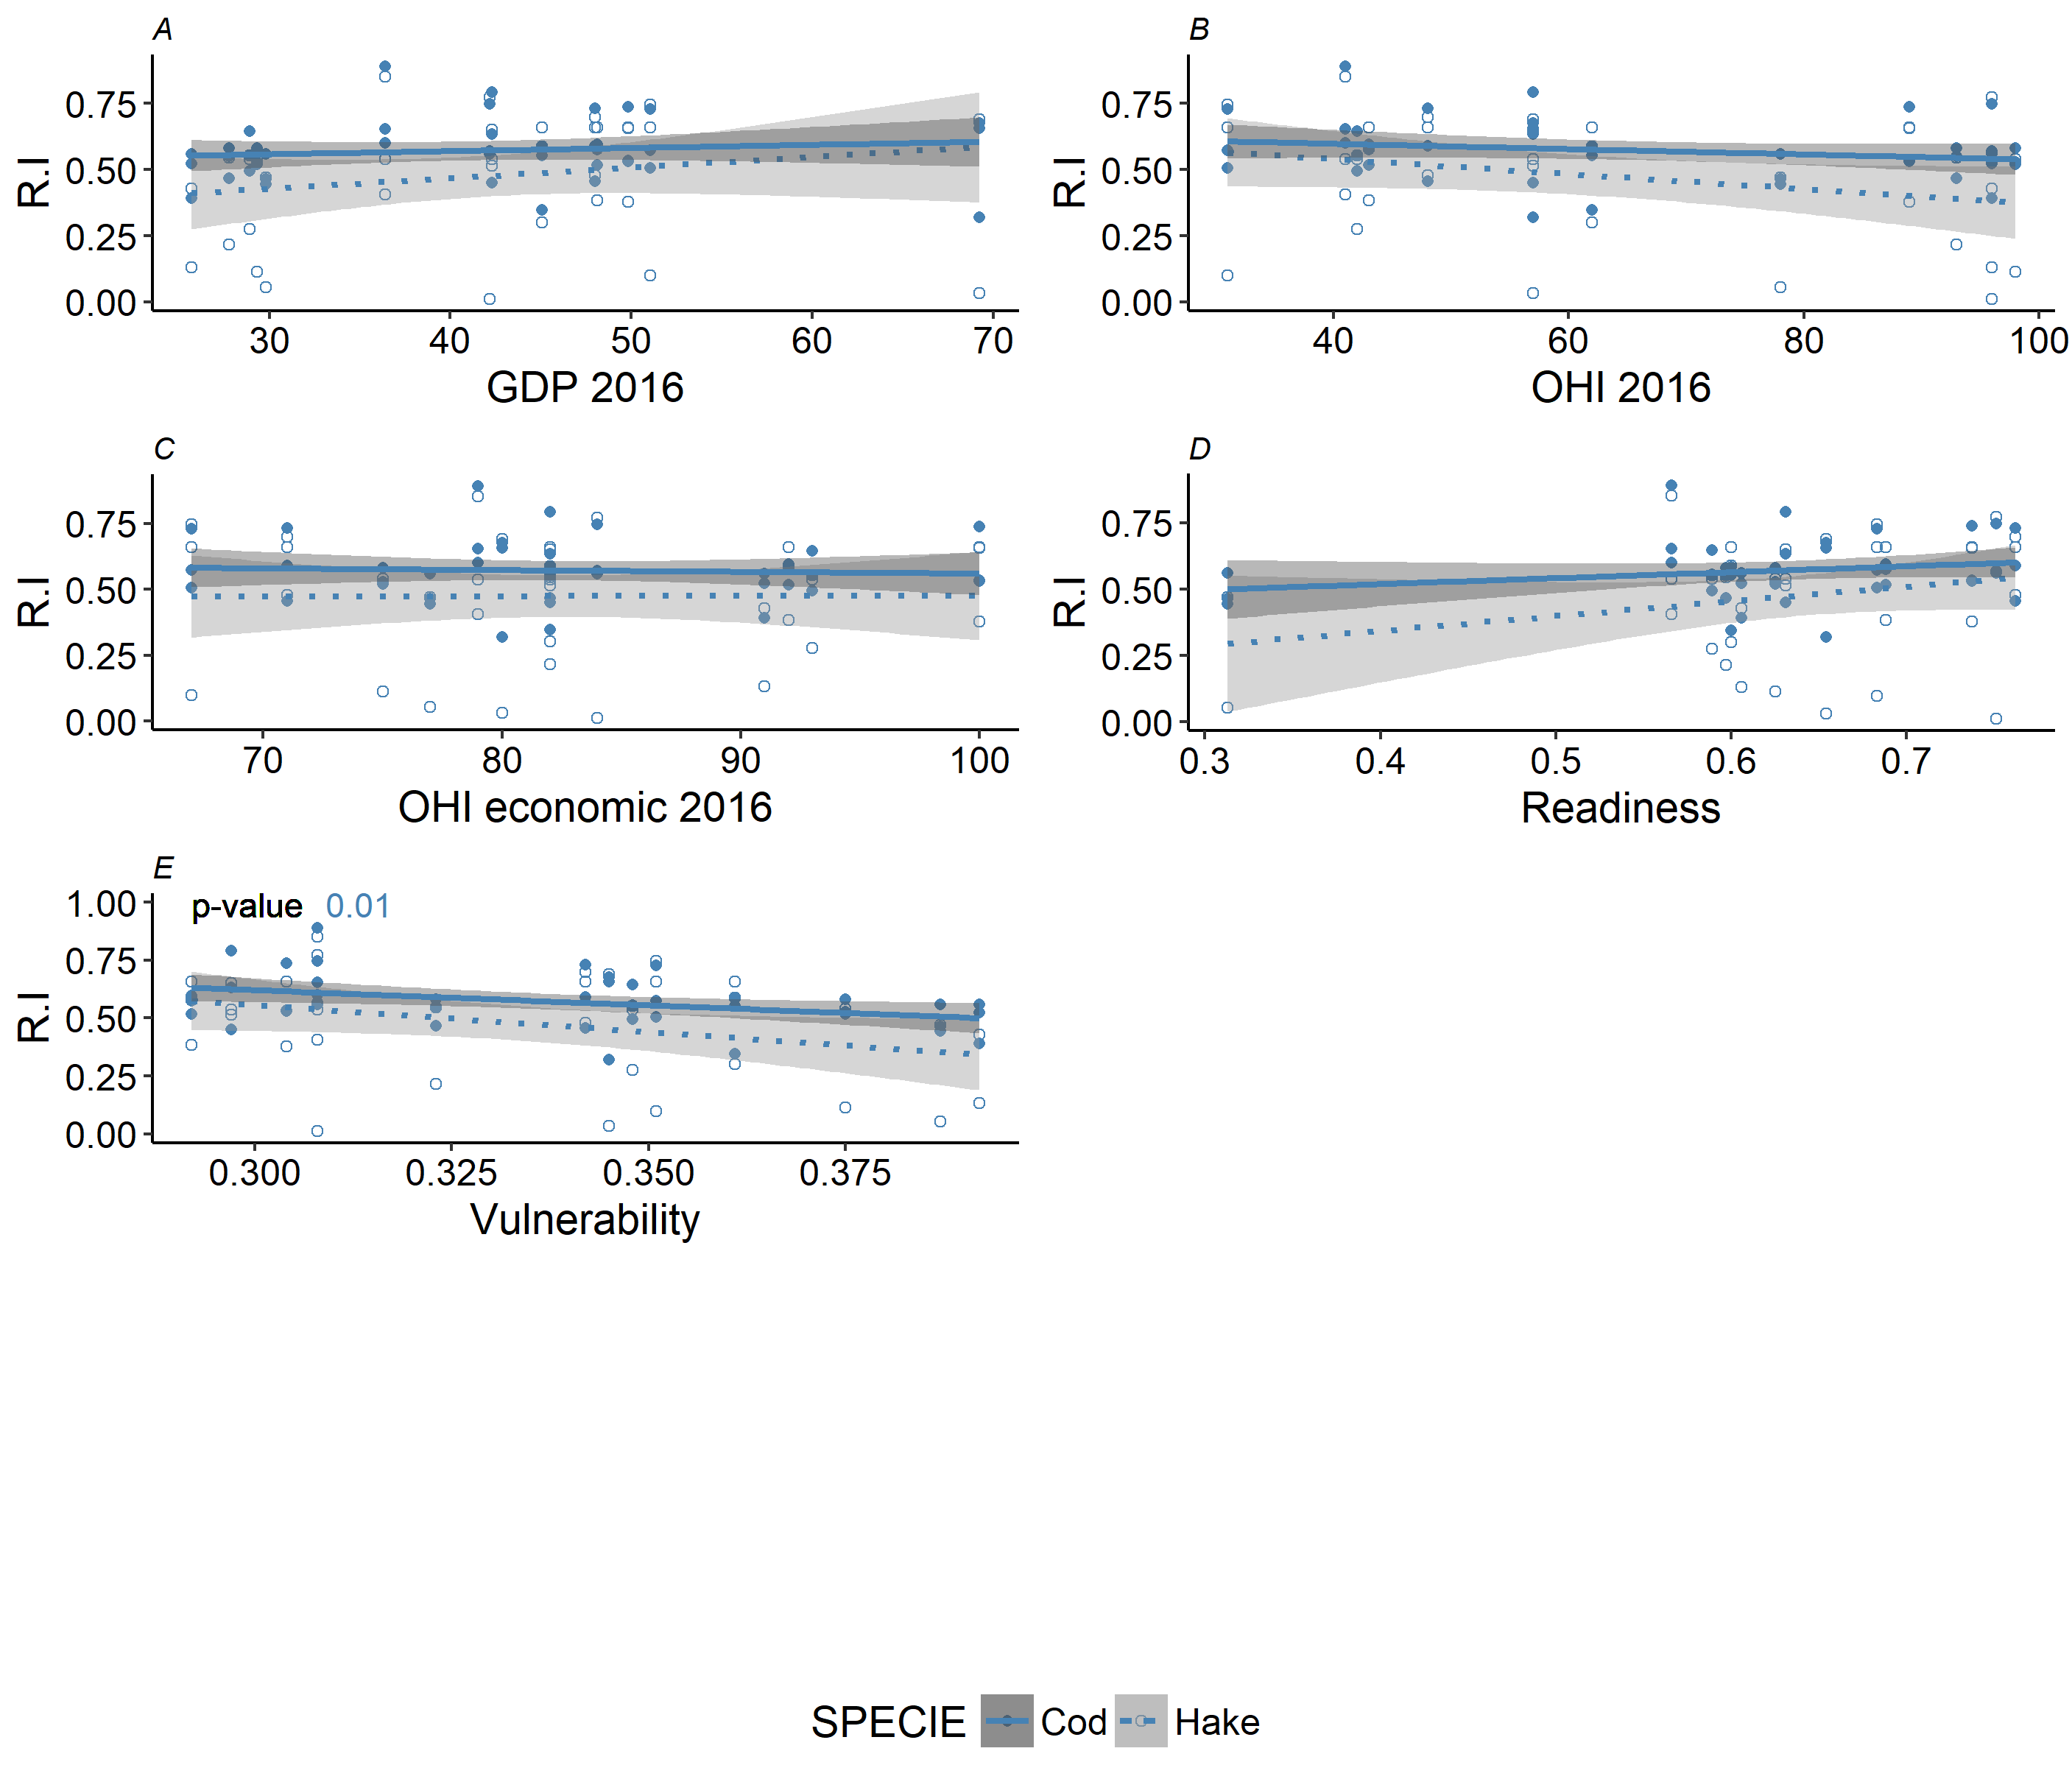 A
R.I
0.75
0.50
0.25
0.00
30 40 50 60 70
GDP 2016
B
R.I
0.75
0.50
0.25
0.00
40 60 80 100
OHI 2016
C
R.I
0.75
0.50
0.25
0.00
70 80 90 100
OHI economic 2016
D
R.I
0.75
0.50
0.25
0.00
0.3 0.4 0.5 0.6 0.7
Readiness
E
R.I
1.00
0.75
0.50
0.25
0.00
p-value 0.01
0.300 0.325 0.350 0.375
Vulnerability
SPECIE Cod Hake